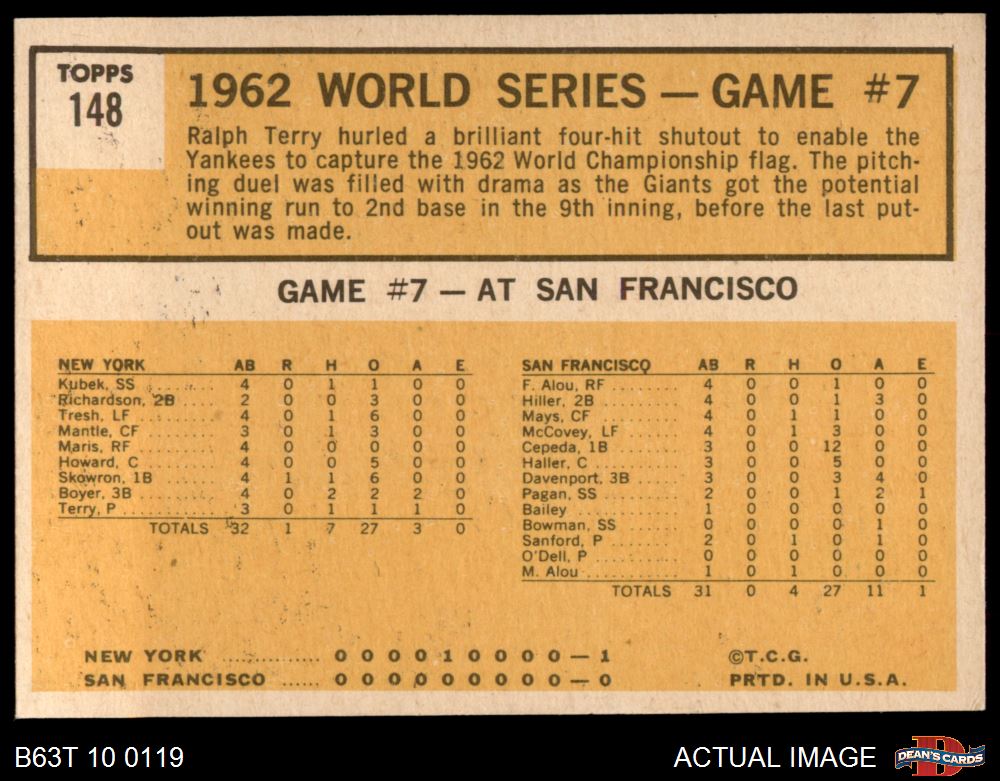 TOPPS
148
1962 WORLD SERIES — GAME #7
Ralph Terry hurled a brilliant four-hit shutout to enable the
Yankees to capture the 1962 World Championship flag. The pitch-
ing duel was filled with drama as the Giants got the potential
winning run to 2nd base in the 9th inning, before the last put-
out was made.
GAME #7 — AT SAN FRANCISCO
NEW YORK AB R H O A E
Kubek, SS ........ 4 0 1 1 0 0
Richardson, 2B ..... 2 0 0 3 0 0
Tresh, LF ......... 4 0 1 6 0 0
Mantle, CF ........ 3 0 1 3 0 0
Maris, RF ......... 4 0 0 0 0 0
Howard, C ........ 4 0 0 5 0 0
Skowron, 1B ...... 4 1 1 6 0 0
Boyer, 3B ......... 4 0 2 2 2 0
Terry, P .......... 3 0 1 1 1 0
TOTALS 32 1 7 27 3 0
SAN FRANCISCO AB R H O A E
F. Alou, RF ........ 4 0 0 1 0 0
Hiller, 2B ......... 4 0 0 1 3 0
Mays, CF ......... 4 0 1 1 0 0
McCovey, LF ....... 4 0 1 3 0 0
Cepeda, 1B ....... 3 0 0 12 0 0
Haller, C ......... 3 0 0 5 0 0
Davenport, 3B ..... 3 0 0 3 4 0
Pagan, SS ......... 2 0 0 1 2 1
Bailey ........... 1 0 0 0 0 0
Bowman, SS ....... 0 0 0 0 1 0
Sanford, P ........ 2 0 1 0 1 0
O'Dell, P ......... 0 0 0 0 0 0
M. Alou .......... 1 0 1 0 0 0
TOTALS 31 0 4 27 11 1
NEW YORK ............ 0 0 0 0 1 0 0 0 0 — 1
SAN FRANCISCO ...... 0 0 0 0 0 0 0 0 0 — 0
©T.C.G.
PRTD. IN U.S.A.
B63T 10 0119
ACTUAL IMAGE
DEAN'S CARDS